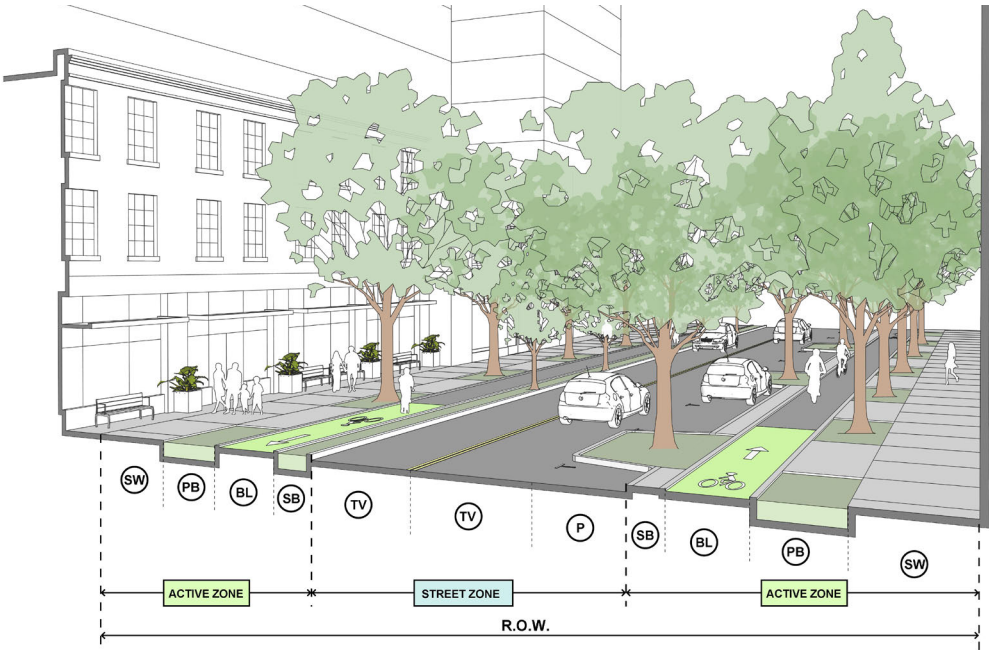 SW
PB
BL
SB
TV
TV
P
SB
BL
PB
SW
ACTIVE ZONE
STREET ZONE
ACTIVE ZONE
R.O.W.